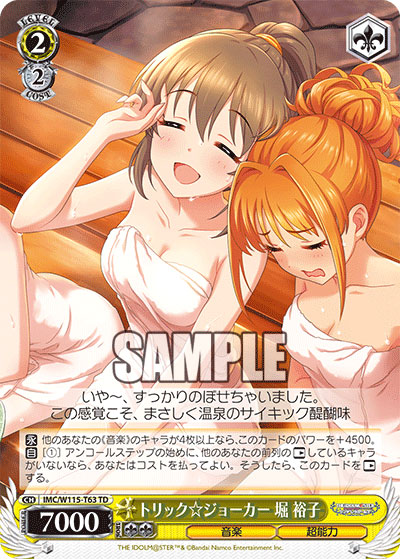 LEVEL
2
2
COST
SAMPLE
いや～、すっかりのぼせちゃいました。
この感覚こそ、まさしく温泉のサイキック醍醐味
永 他のあなたの《音楽》のキャラが4枚以上なら、このカードのパワーを＋4500。
自［①］アンコールステップの始めに、他のあなたの前列のしているキャラ
がいないなら、あなたはコストを払ってよい。そうしたら、このカードを
する。
CH IMC/W115-T63 TD
トリック☆ジョーカー 堀 裕子
POWER
7000
SOUL
音楽
超能力
THE IDOLM@STER™ & ©Bandai Namco Entertainment Inc.